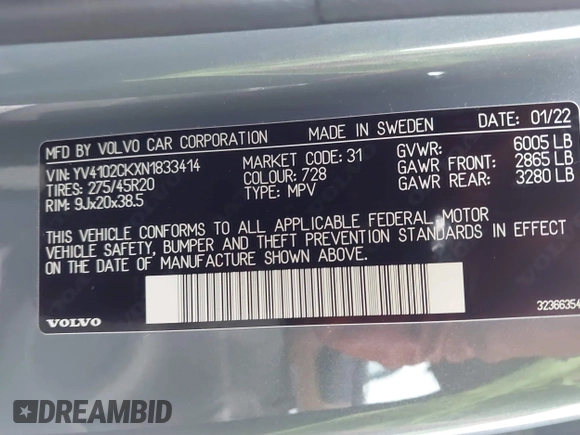 MFD BY VOLVO CAR CORPORATION MADE IN SWEDEN DATE: 01/22
VIN: YV4102CKXN1833414 MARKET CODE: 31 GVWR: 6005 LB
TIRES: 275/45R20 COLOUR: 728 GAWR FRONT: 2865 LB
RIM: 9Jx20x38.5 TYPE: MPV GAWR REAR: 3280 LB
THIS VEHICLE CONFORMS TO ALL APPLICABLE FEDERAL MOTOR
VEHICLE SAFETY, BUMPER AND THEFT PREVENTION STANDARDS IN EFFECT
ON THE DATE OF MANUFACTURE SHOWN ABOVE.
VOLVO
DREAMBID